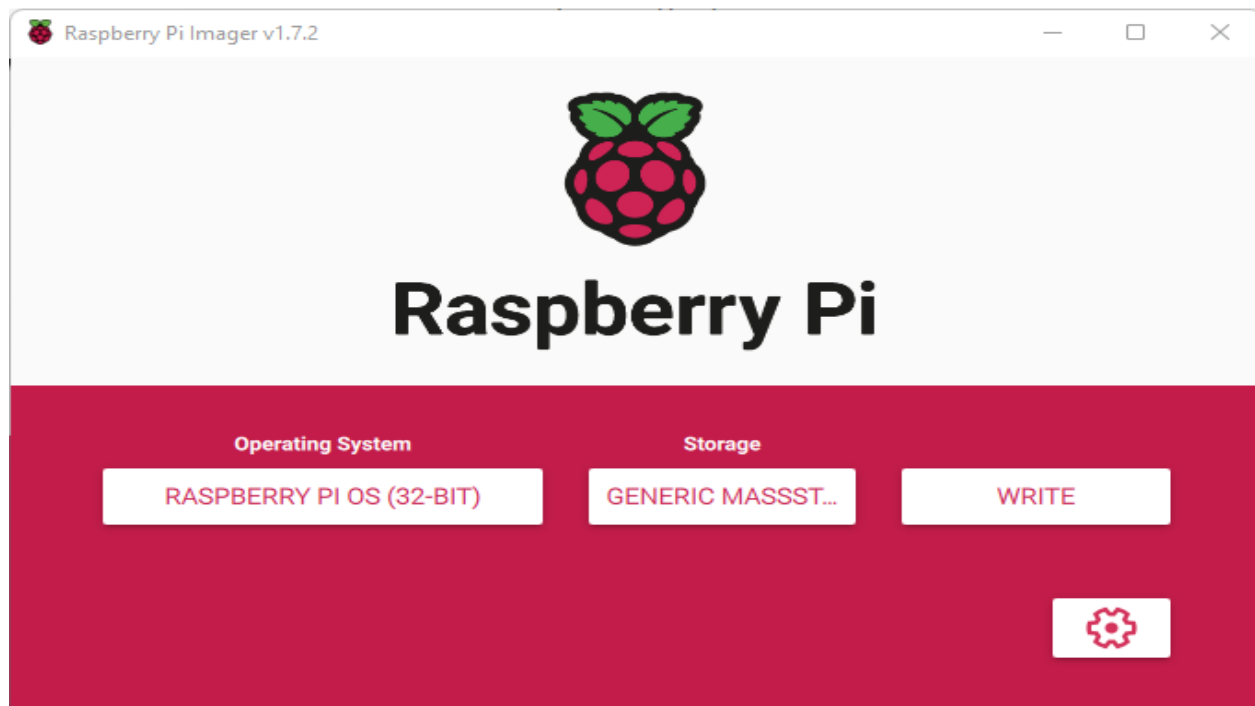 Raspberry Pi Imager v1.7.2
Raspberry Pi
Operating System
Storage
RASPBERRY PI OS (32-BIT)
GENERIC MASSST...
WRITE